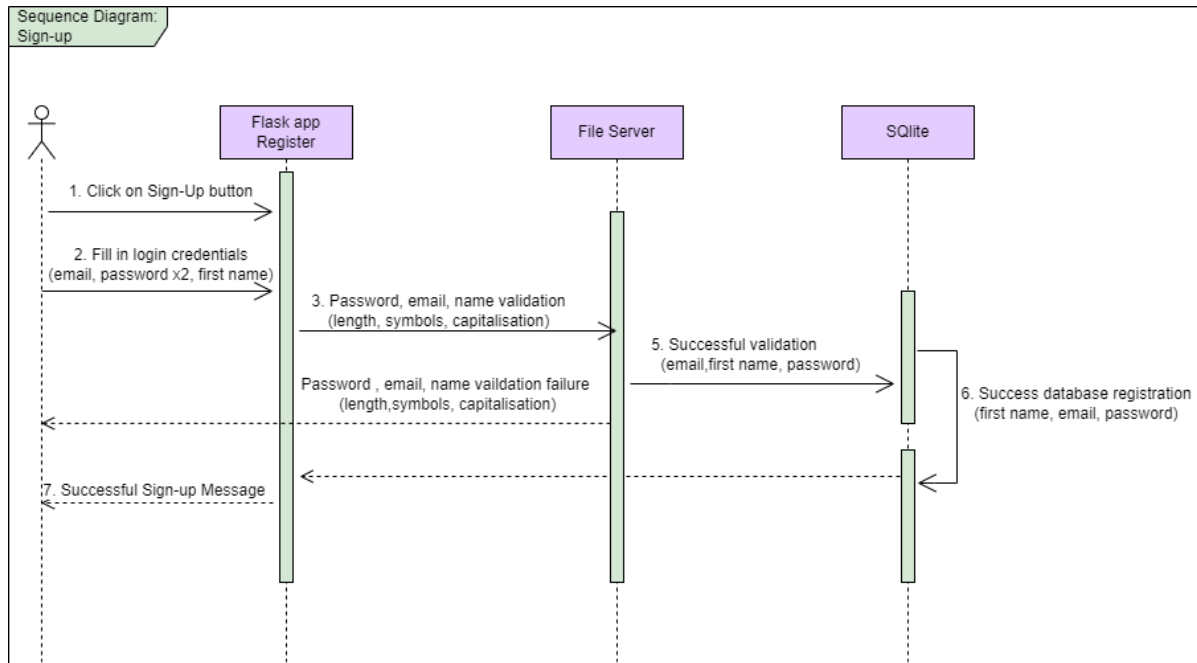 Sequence Diagram:
Sign-up
Flask app
Register
File Server
SQlite
1. Click on Sign-Up button
2. Fill in login credentials
(email, password x2, first name)
3. Password, email, name validation
(length, symbols, capitalisation)
5. Successful validation
(email,first name, password)
Password , email, name vaildation failure
(length,symbols, capitalisation)
6. Success database registration
(first name, email, password)
7. Successful Sign-up Message